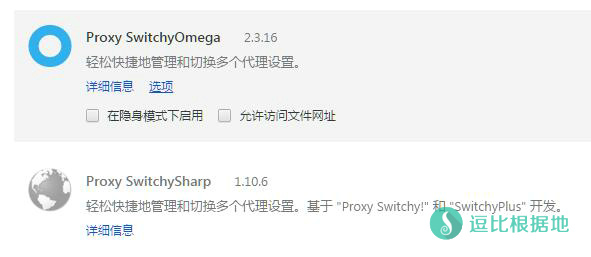 Proxy SwitchyOmega 2.3.16
轻松快捷地管理和切换多个代理设置。
详细信息 选项
在隐身模式下启用 允许访问文件网址
Proxy SwitchySharp 1.10.6
轻松快捷地管理和切换多个代理设置。基于 "Proxy Switchy!" 和 "SwitchyPlus" 开发。
详细信息
逗比根据地